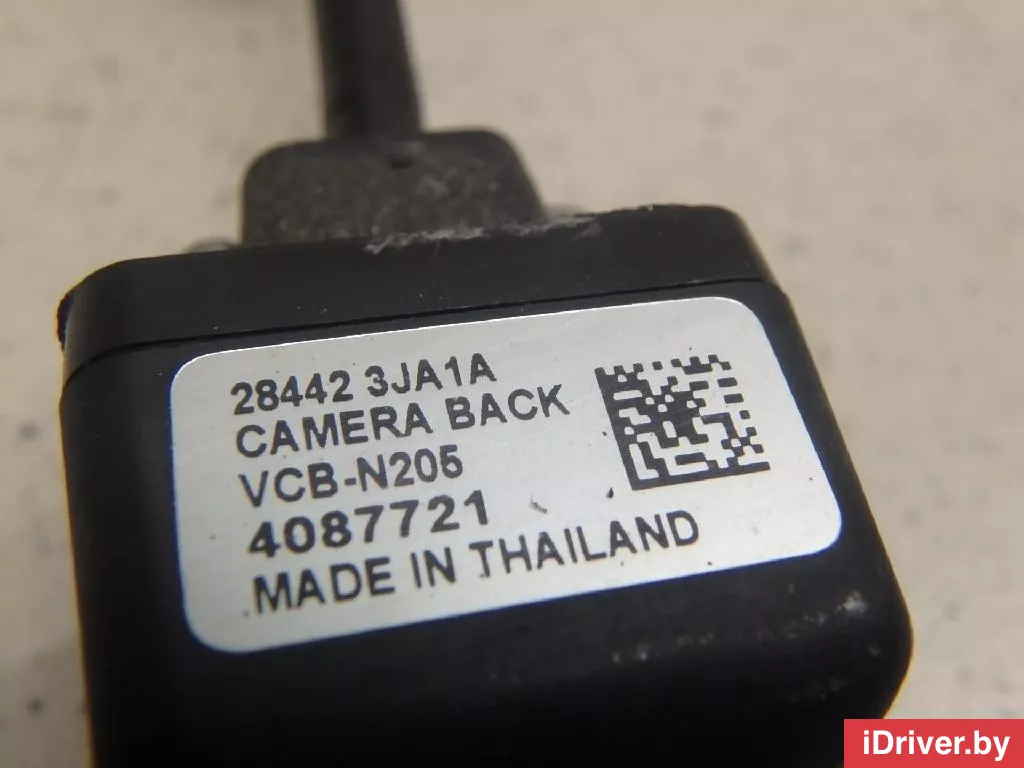 28442 3JA1A
CAMERA BACK
VCB-N205
4087721
MADE IN THAILAND
iDriver.by